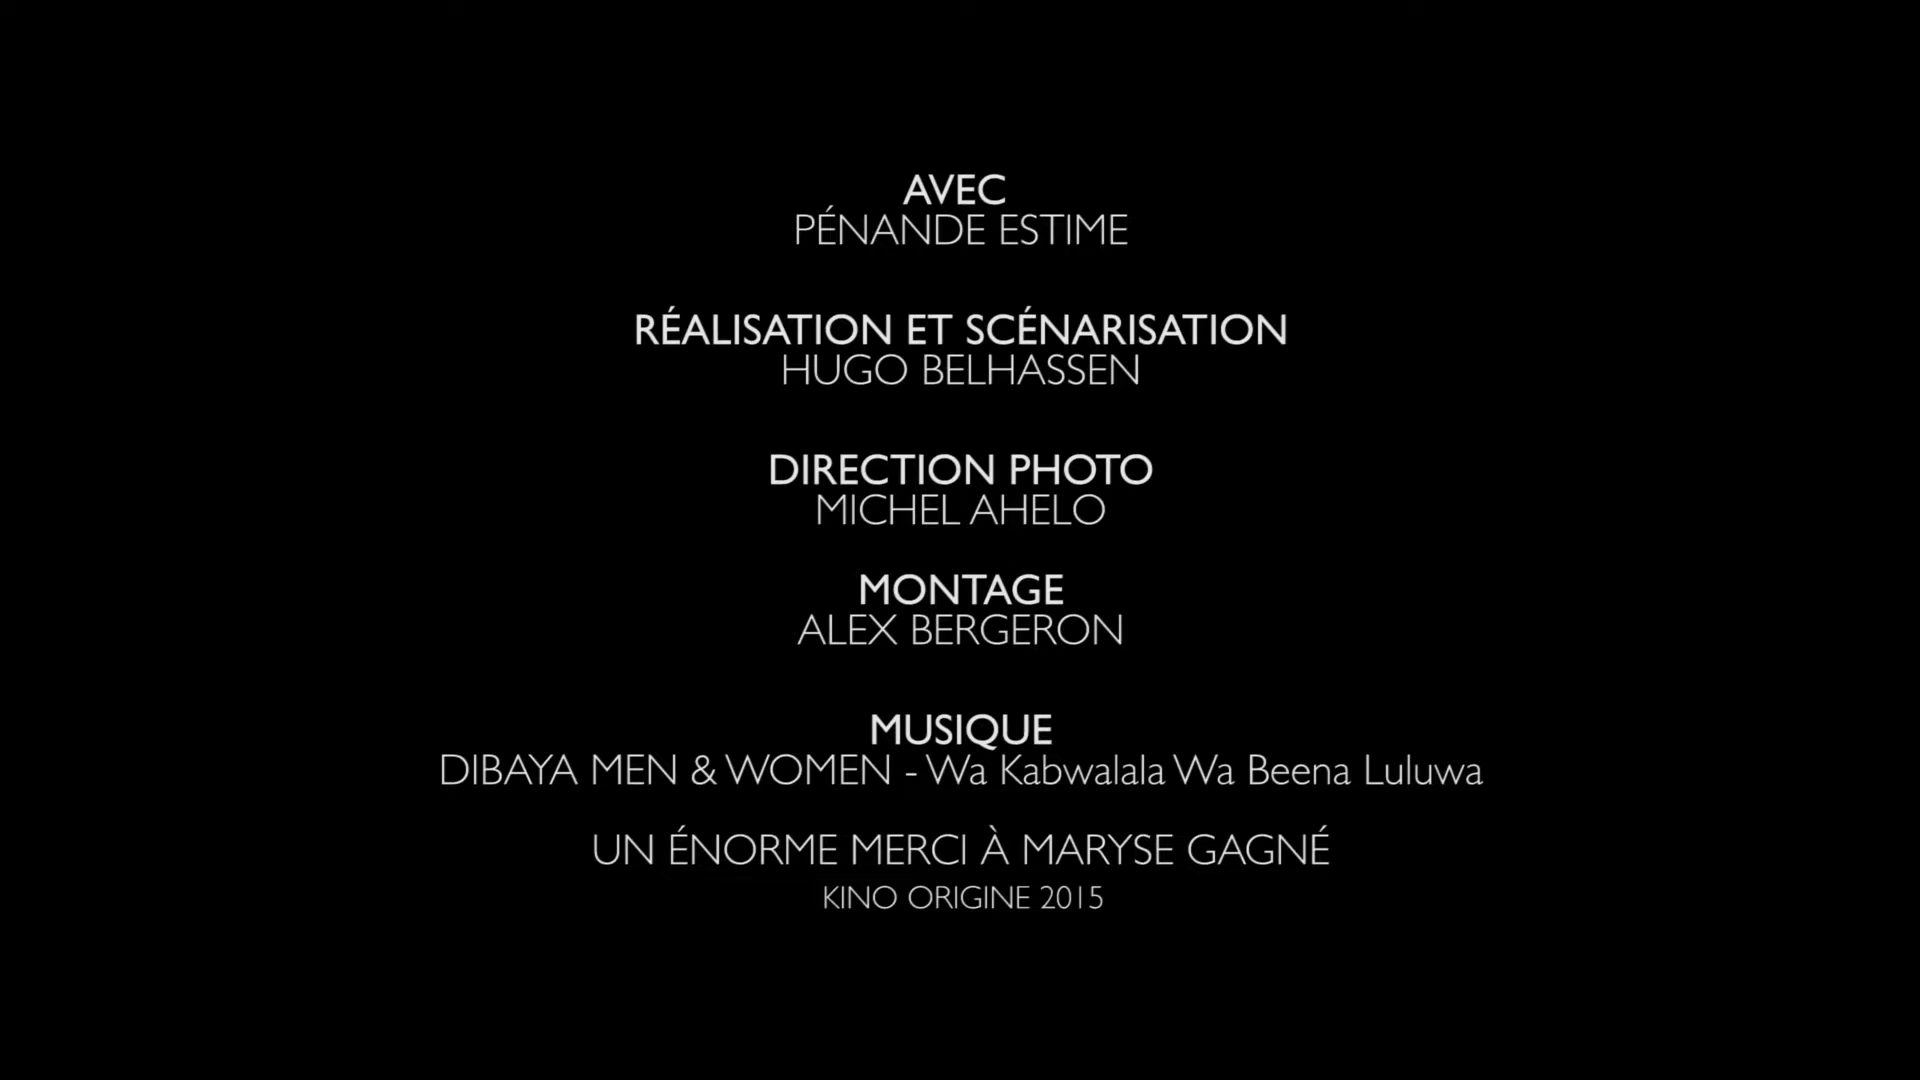 AVEC
PÉNANDE ESTIME
RÉALISATION ET SCÉNARISATION
HUGO BELHASSEN
DIRECTION PHOTO
MICHEL AHELO
MONTAGE
ALEX BERGERON
MUSIQUE
DIBAYA MEN & WOMEN - Wa Kabwalala Wa Beena Luluwa
UN ÉNORME MERCI À MARYSE GAGNÉ
KINO ORIGINE 2015